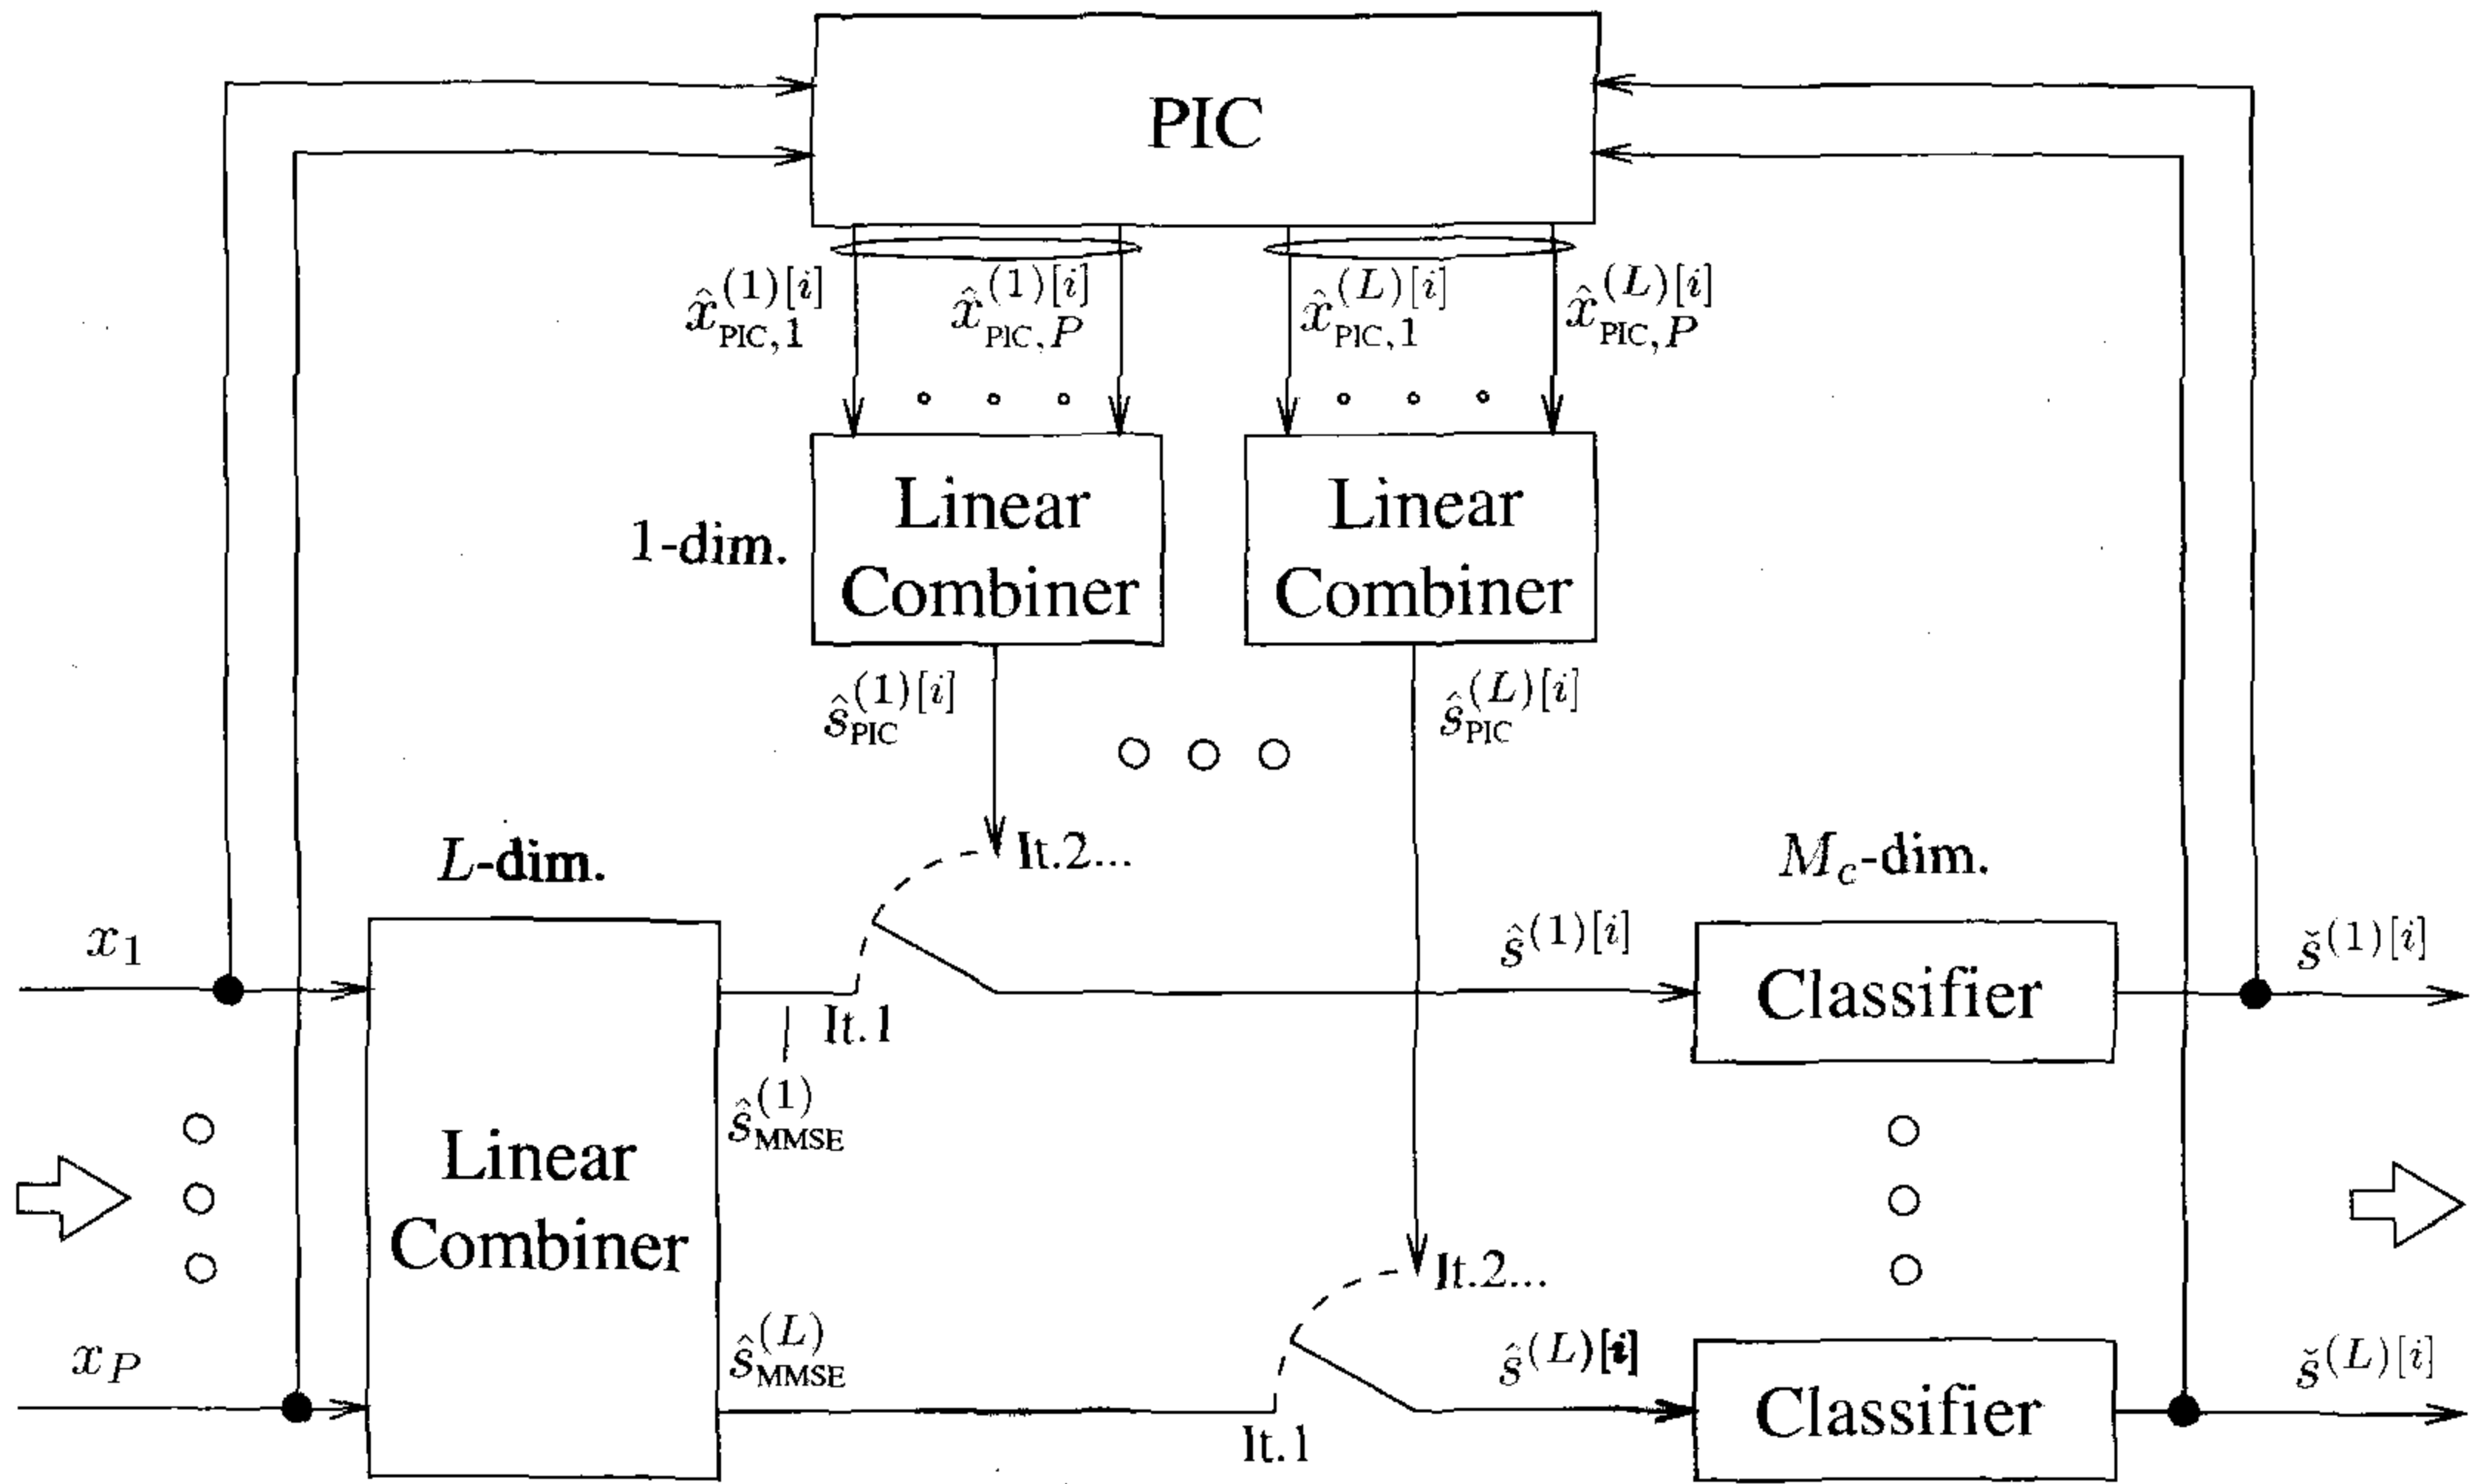 PIC
x̂_{PIC,1}^{(1)[i]} x̂_{PIC,P}^{(1)[i]} x̂_{PIC,1}^{(L)[i]} x̂_{PIC,P}^{(L)[i]}
1-dim.
Linear
Combiner
Linear
Combiner
ŝ_{PIC}^{(1)[i]} ŝ_{PIC}^{(L)[i]}
It.2...
L-dim.
M_c-dim.
x_1
ŝ^{(1)[i]}
Classifier
š^{(1)[i]}
It.1
ŝ_{MMSE}^{(1)}
Linear
Combiner
It.2...
x_P
ŝ_{MMSE}^{(L)}
ŝ^{(L)[i]}
Classifier
š^{(L)[i]}
It.1